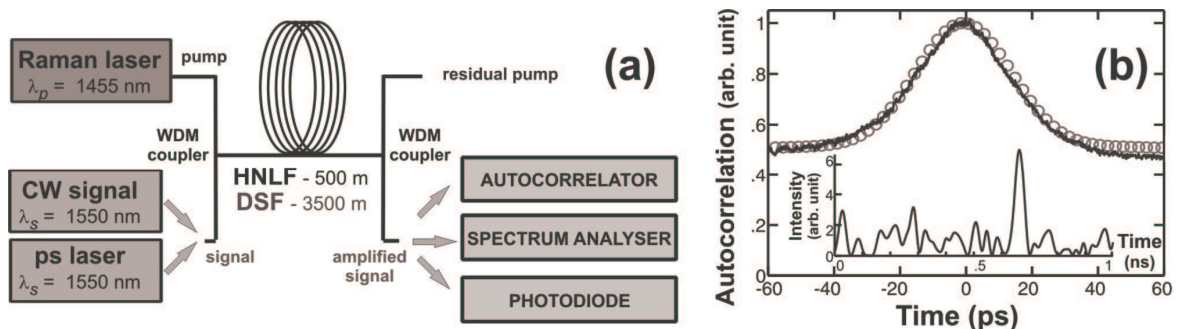 (a)
Raman laser
λp = 1455 nm
pump
residual pump
WDM
coupler
WDM
coupler
HNLF - 500 m
DSF - 3500 m
CW signal
λs = 1550 nm
ps laser
λs = 1550 nm
signal
amplified
signal
AUTOCORRELATOR
SPECTRUM ANALYSER
PHOTODIODE
(b)
Autocorrelation (arb. unit)
1
.8
.6
.4
.2
0
-60
-40
-20
0
20
40
60
Time (ps)
Intensity
(arb. unit)
6
4
2
0
0
.5
1
Time
(ns)